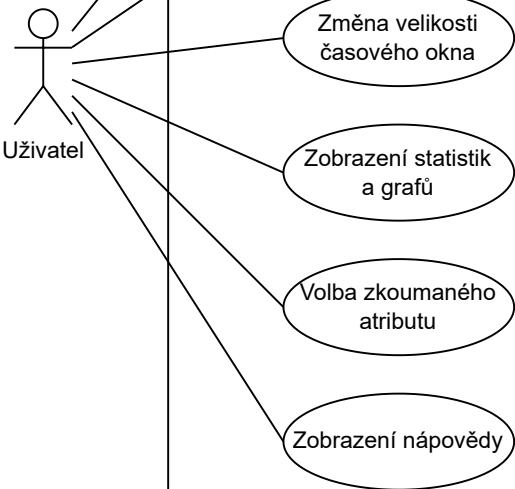 Změna velikosti
časového okna
Uživatel
Zobrazení statistik
a grafů
Volba zkoumaného
atributu
Zobrazení nápovědy